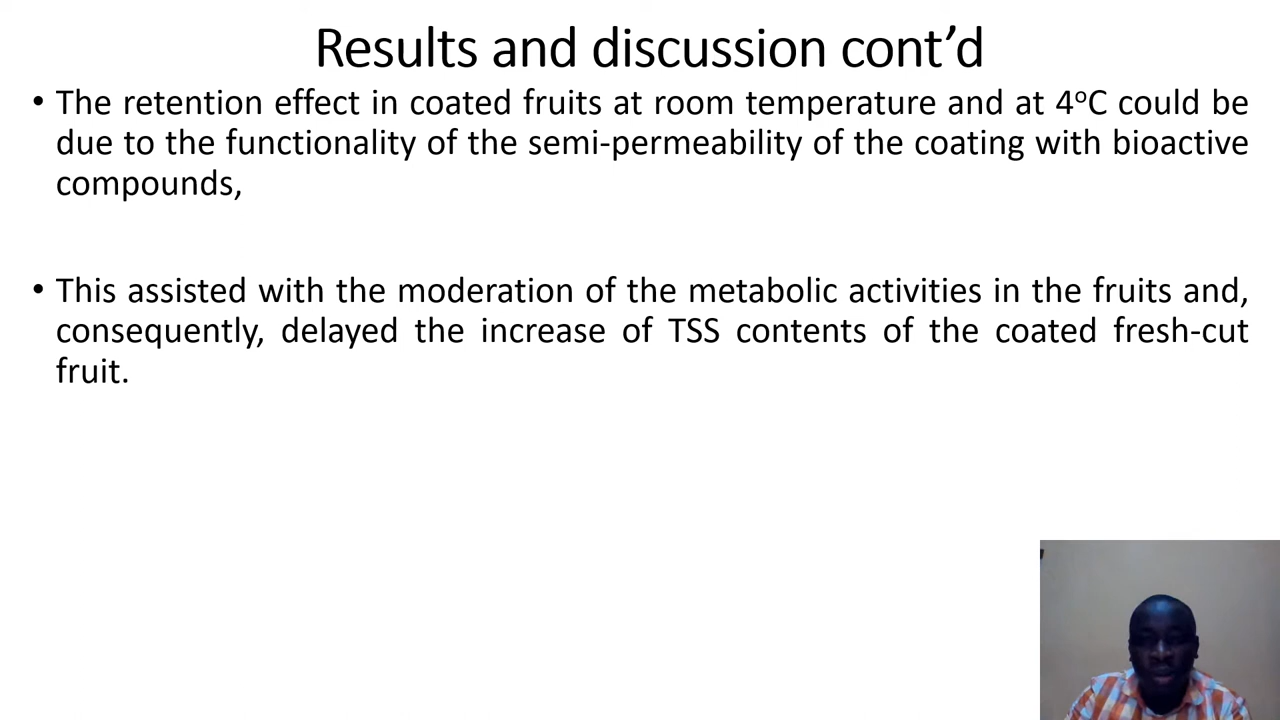 Results and discussion cont’d
• The retention effect in coated fruits at room temperature and at 4ᵒC could be
due to the functionality of the semi-permeability of the coating with bioactive
compounds,
• This assisted with the moderation of the metabolic activities in the fruits and,
consequently, delayed the increase of TSS contents of the coated fresh-cut
fruit.